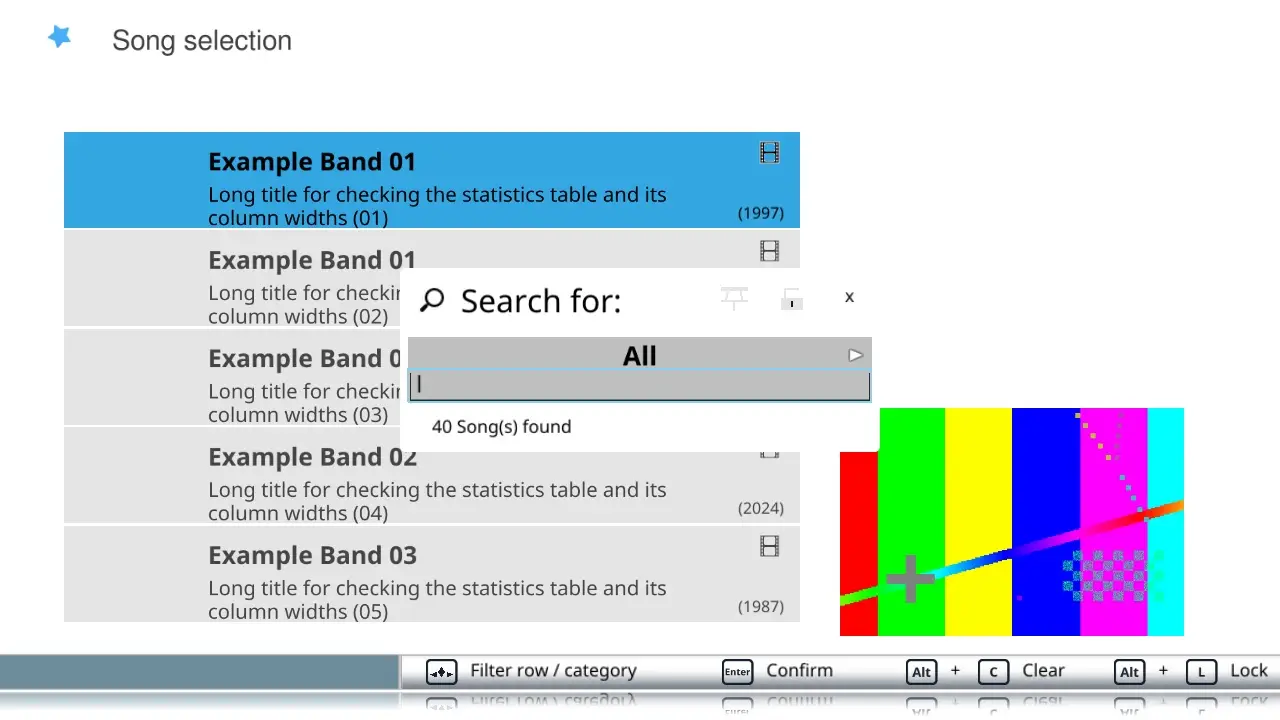 Song selection
Example Band 01
Long title for checking the statistics table and its
column widths (01)
(1997)
Example Band 01
Long title for checkin
column widths (02)
Search for:
x
All
40 Song(s) found
Example Band 0
Long title for checkin
column widths (03)
Example Band 02
Long title for checking the statistics table and its
column widths (04)
(2024)
Example Band 03
Long title for checking the statistics table and its
column widths (05)
(1987)
Filter row / category
Enter Confirm
Alt + C Clear
Alt + L Lock